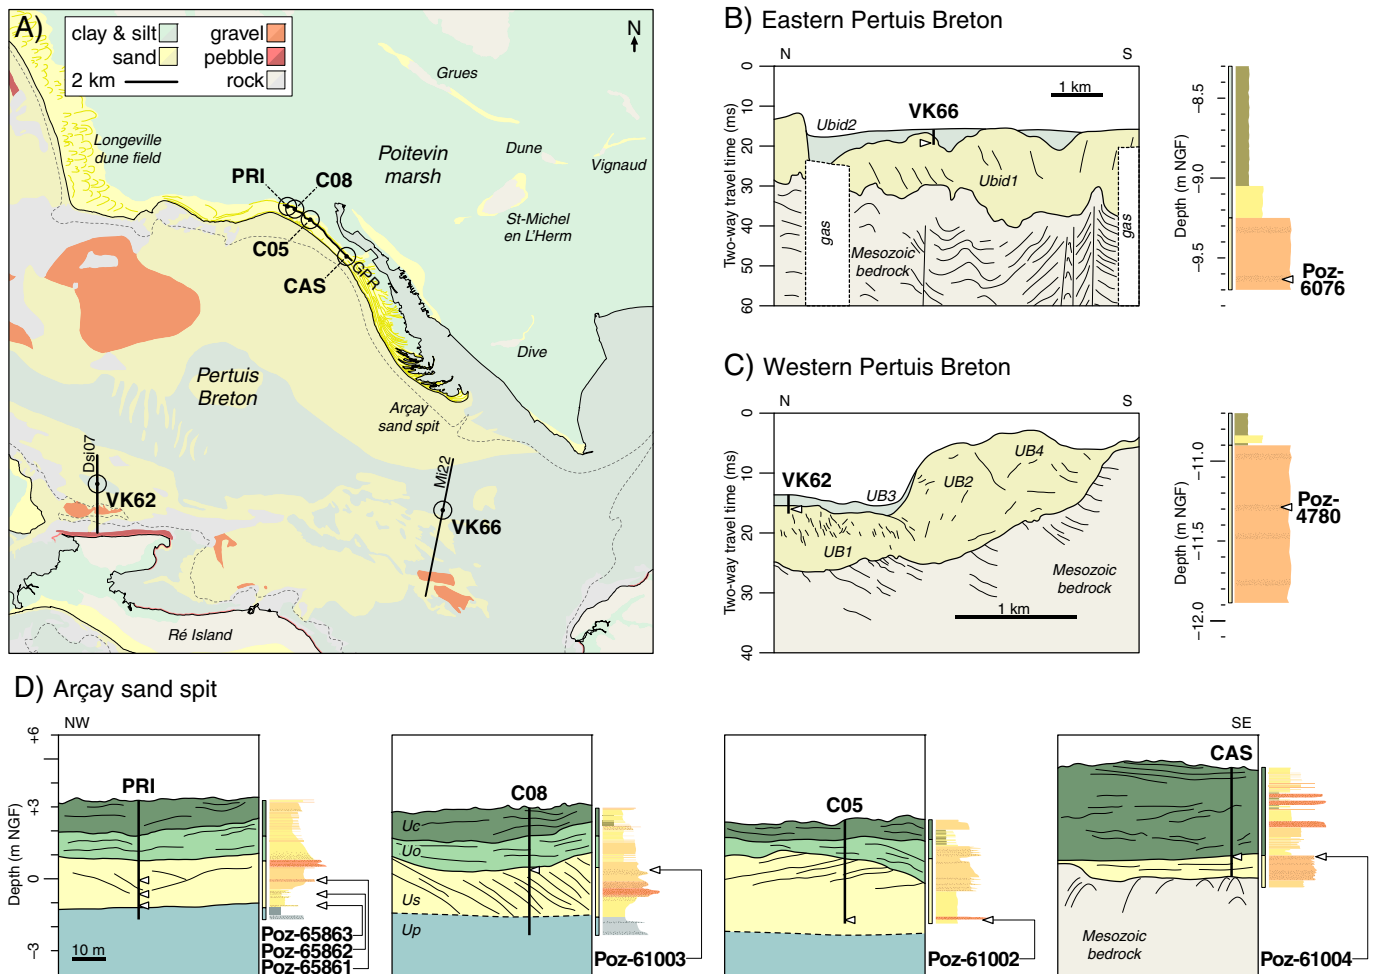 A)
clay & silt
gravel
sand
pebble
2 km
rock
N
Longeville
dune field
Grues
Poitevin
marsh
Dune
Vignaud
PRI
C08
St-Michel
en L'Herm
C05
CAS
GPR
Dive
Pertuis
Breton
Arçay
sand spit
Dsi07
VK62
Mi22
VK66
Ré Island
B) Eastern Pertuis Breton
N
S
1 km
VK66
Ubid2
Ubid1
gas
gas
Mesozoic
bedrock
Two-way travel time (ms)
0
10
20
30
40
50
60
Depth (m NGF)
−8.5
−9.0
−9.5
Poz-
6076
C) Western Pertuis Breton
N
S
VK62
UB3
UB4
UB2
UB1
Mesozoic
bedrock
1 km
Two-way travel time (ms)
0
10
20
30
40
Depth (m NGF)
−11.0
−11.5
−12.0
Poz-
4780
D) Arçay sand spit
NW
SE
Depth (m NGF)
+6
+3
0
−3
PRI
10 m
Poz-65863
Poz-65862
Poz-65861
C08
Uc
Uo
Us
Up
Poz-61003
C05
Poz-61002
CAS
Mesozoic
bedrock
Poz-61004